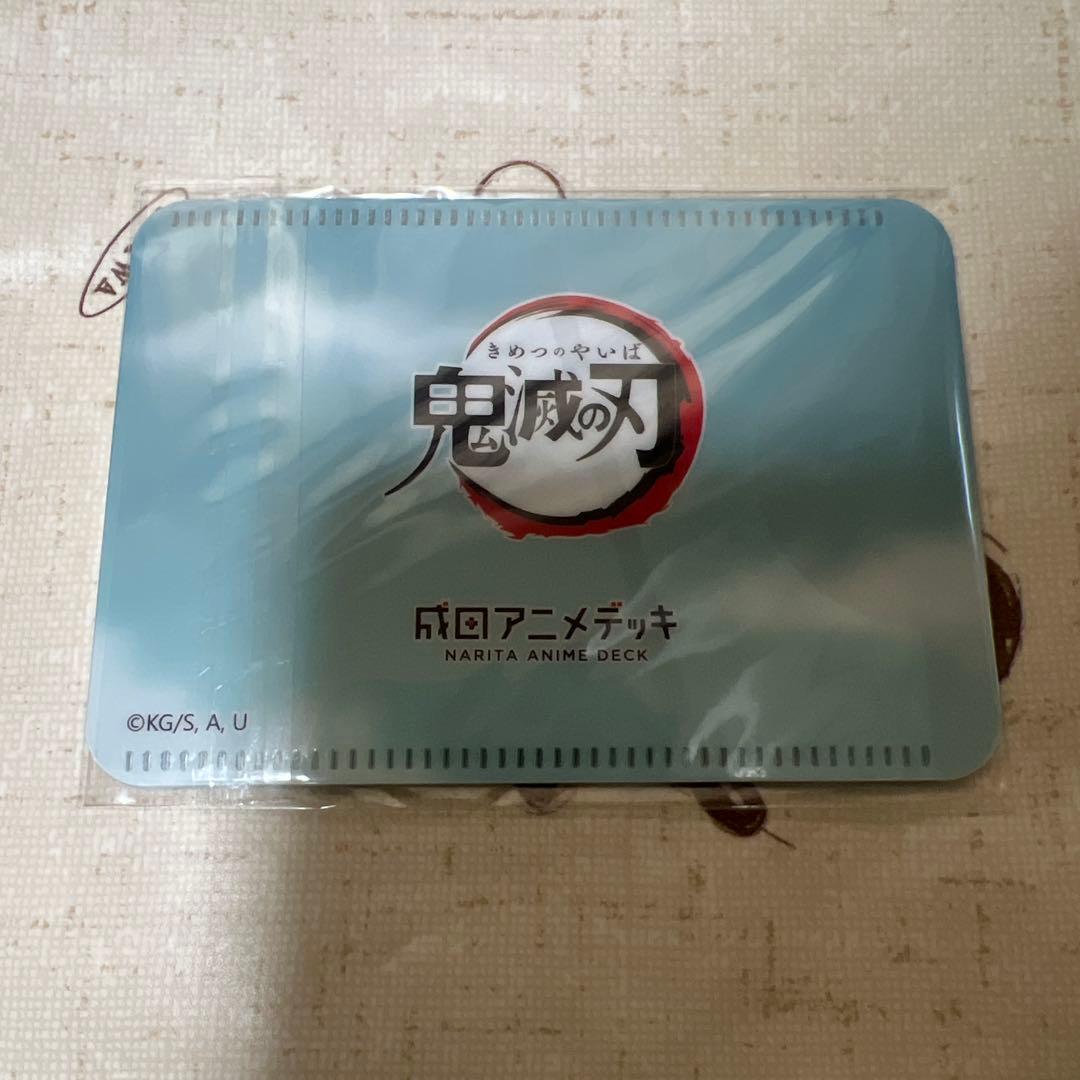 きめつのやいば
鬼滅の刃
成田アニメデッキ
NARITA ANIME DECK
©KG/S, A, U